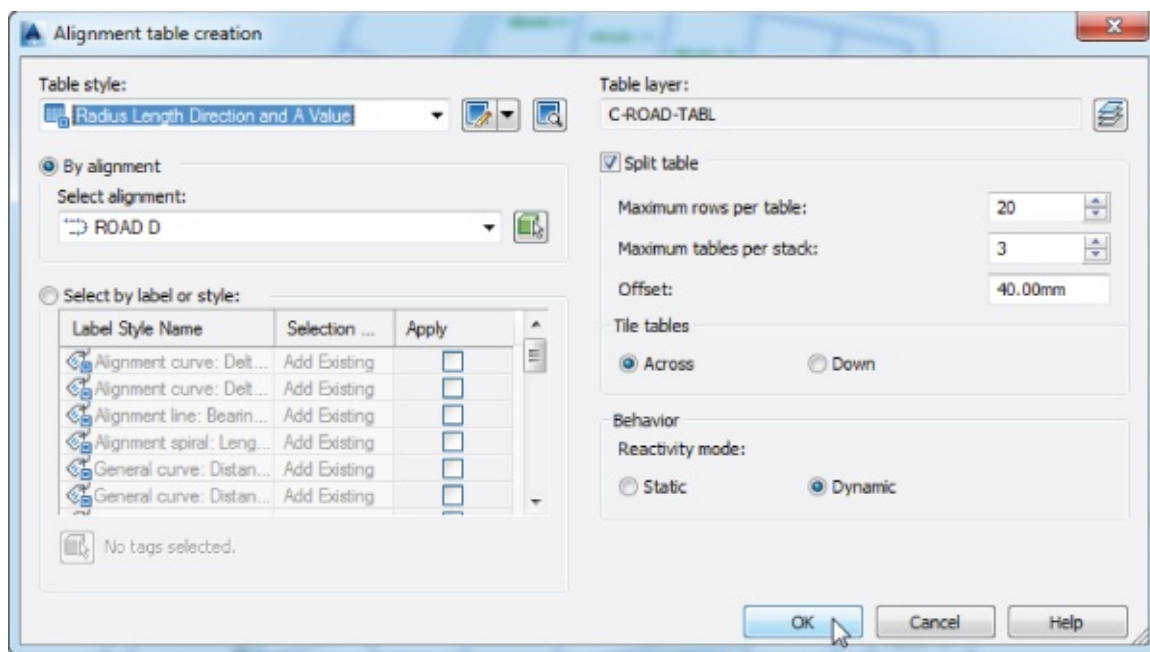 Alignment table creation
Table style:
Radius Length Direction and A Value
By alignment
Select alignment:
ROAD D
Select by label or style:
Label Style Name Selection ... Apply
Alignment curve: Delt... Add Existing
Alignment curve: Delt... Add Existing
Alignment line: Bearin... Add Existing
Alignment spiral: Leng... Add Existing
General curve: Distan... Add Existing
General curve: Distan... Add Existing
No tags selected.
Table layer:
C-ROAD-TABL
Split table
Maximum rows per table: 20
Maximum tables per stack: 3
Offset: 40.00mm
Tile tables
Across Down
Behavior
Reactivity mode:
Static Dynamic
OK Cancel Help